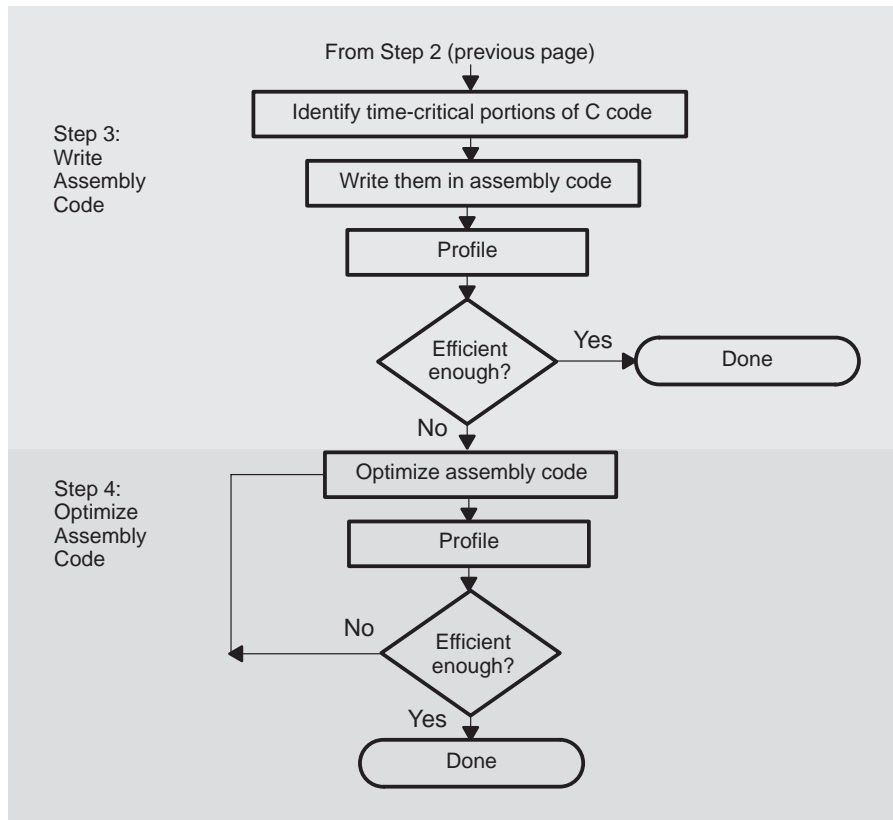 From Step 2 (previous page)
Identify time-critical portions of C code
Step 3:
Write
Assembly
Code
Write them in assembly code
Profile
Efficient
enough?
Yes
Done
No
Optimize assembly code
Step 4:
Optimize
Assembly
Code
Profile
No
Efficient
enough?
Yes
Done